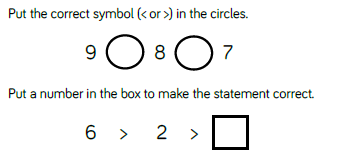 Put the correct symbol (< or >) in the circles.
9 8 7
Put a number in the box to make the statement correct.
6 > 2 >